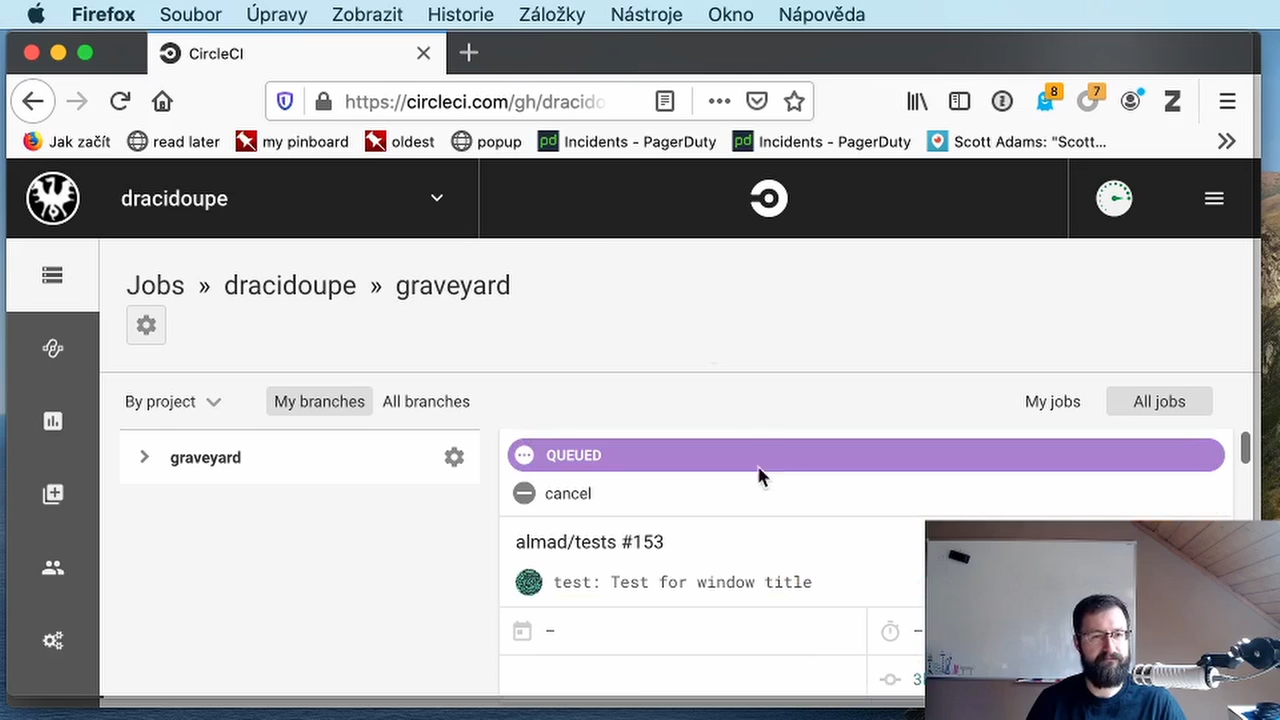 Firefox Soubor Úpravy Zobrazit Historie Záložky Nástroje Okno Nápověda
CircleCI
https://circleci.com/gh/dracido
8 7
Jak začít read later my pinboard oldest popup Incidents - PagerDuty Incidents - PagerDuty Scott Adams: "Scott...
dracidoupe
Jobs » dracidoupe » graveyard
By project My branches All branches My jobs All jobs
graveyard
QUEUED
cancel
almad/tests #153
test: Test for window title
–
–